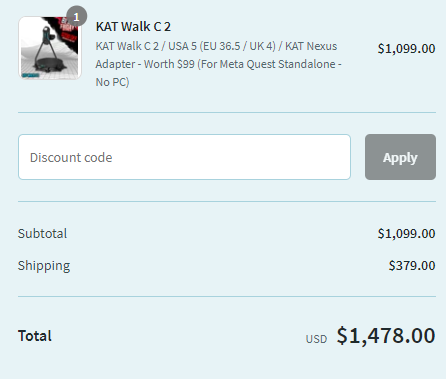 1
KAT Walk C 2
KAT Walk C 2 / USA 5 (EU 36.5 / UK 4) / KAT Nexus
Adapter - Worth $99 (For Meta Quest Standalone -
No PC)
$1,099.00
Discount code
Apply
Subtotal
$1,099.00
Shipping
$379.00
Total
USD $1,478.00